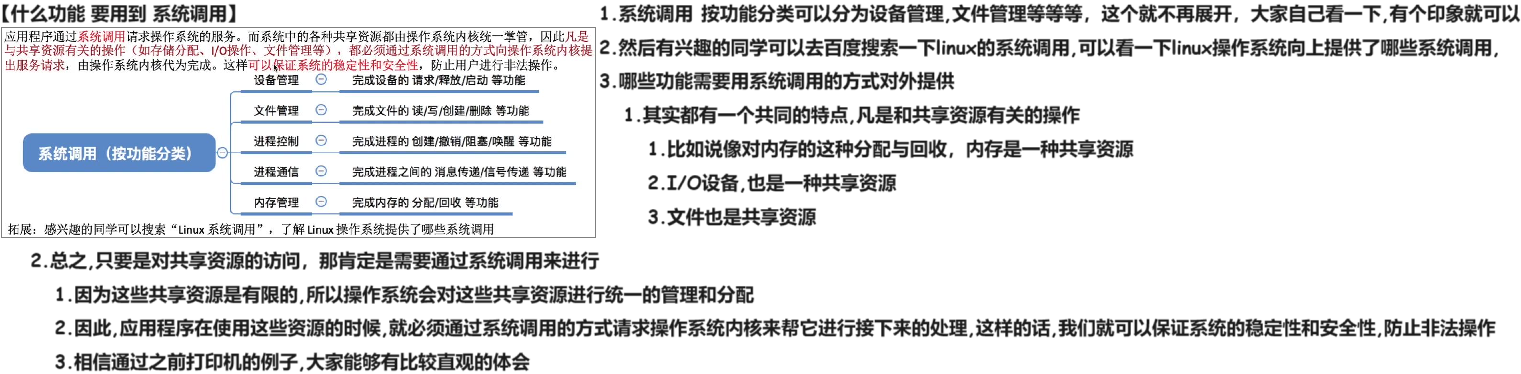 【什么功能 要用到 系统调用】
应用程序通过系统调用请求操作系统的服务。而系统中的各种共享资源都由操作系统内核统一掌管，因此凡是
与共享资源有关的操作（如存储分配、I/O操作、文件管理等），都必须通过系统调用的方式向操作系统内核提
出服务请求，由操作系统内核代为完成。这样可以保证系统的稳定性和安全性，防止用户进行非法操作。
系统调用（按功能分类）
设备管理 完成设备的 请求/释放/启动 等功能
文件管理 完成文件的 读/写/创建/删除 等功能
进程控制 完成进程的 创建/撤销/阻塞/唤醒 等功能
进程通信 完成进程之间的 消息传递/信号传递 等功能
内存管理 完成内存的 分配/回收 等功能
拓展：感兴趣的同学可以搜索“Linux 系统调用”，了解 Linux 操作系统提供了哪些系统调用
1.系统调用 按功能分类可以分为设备管理,文件管理等等等，这个就不再展开，大家自己看一下,有个印象就可以
2.然后有兴趣的同学可以去百度搜索一下linux的系统调用,可以看一下linux操作系统向上提供了哪些系统调用,
3.哪些功能需要用系统调用的方式对外提供
1.其实都有一个共同的特点,凡是和共享资源有关的操作
1.比如说像对内存的这种分配与回收，内存是一种共享资源
2.I/O设备,也是一种共享资源
3.文件也是共享资源
2.总之,只要是对共享资源的访问，那肯定是需要通过系统调用来进行
1.因为这些共享资源是有限的,所以操作系统会对这些共享资源进行统一的管理和分配
2.因此,应用程序在使用这些资源的时候,就必须通过系统调用的方式请求操作系统内核来帮它进行接下来的处理,这样的话,我们就可以保证系统的稳定性和安全性,防止非法操作
3.相信通过之前打印机的例子,大家能够有比较直观的体会